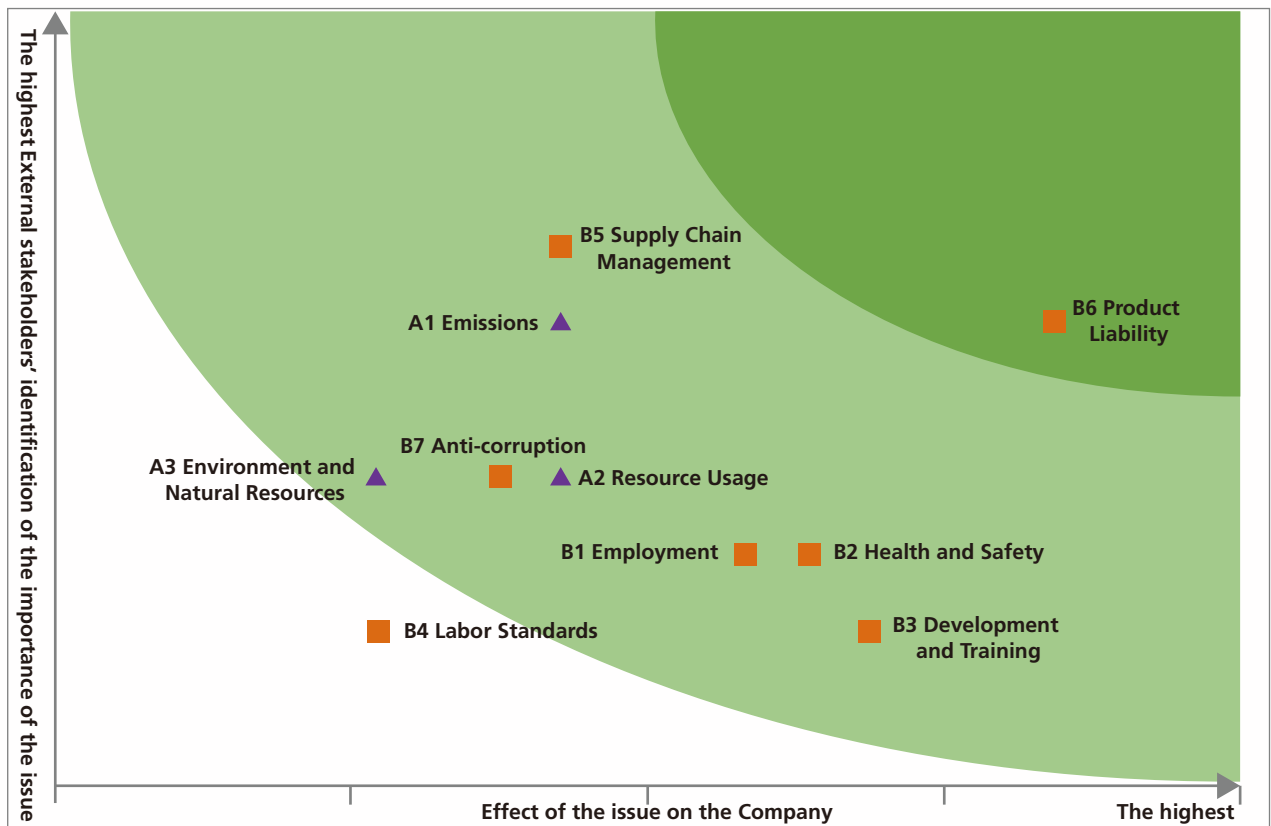 The highest External stakeholders’ identification of the importance of the issue
B5 Supply Chain
Management
A1 Emissions
B6 Product
Liability
B7 Anti-corruption
A3 Environment and
Natural Resources
A2 Resource Usage
B1 Employment
B2 Health and Safety
B4 Labor Standards
B3 Development
and Training
Effect of the issue on the Company
The highest